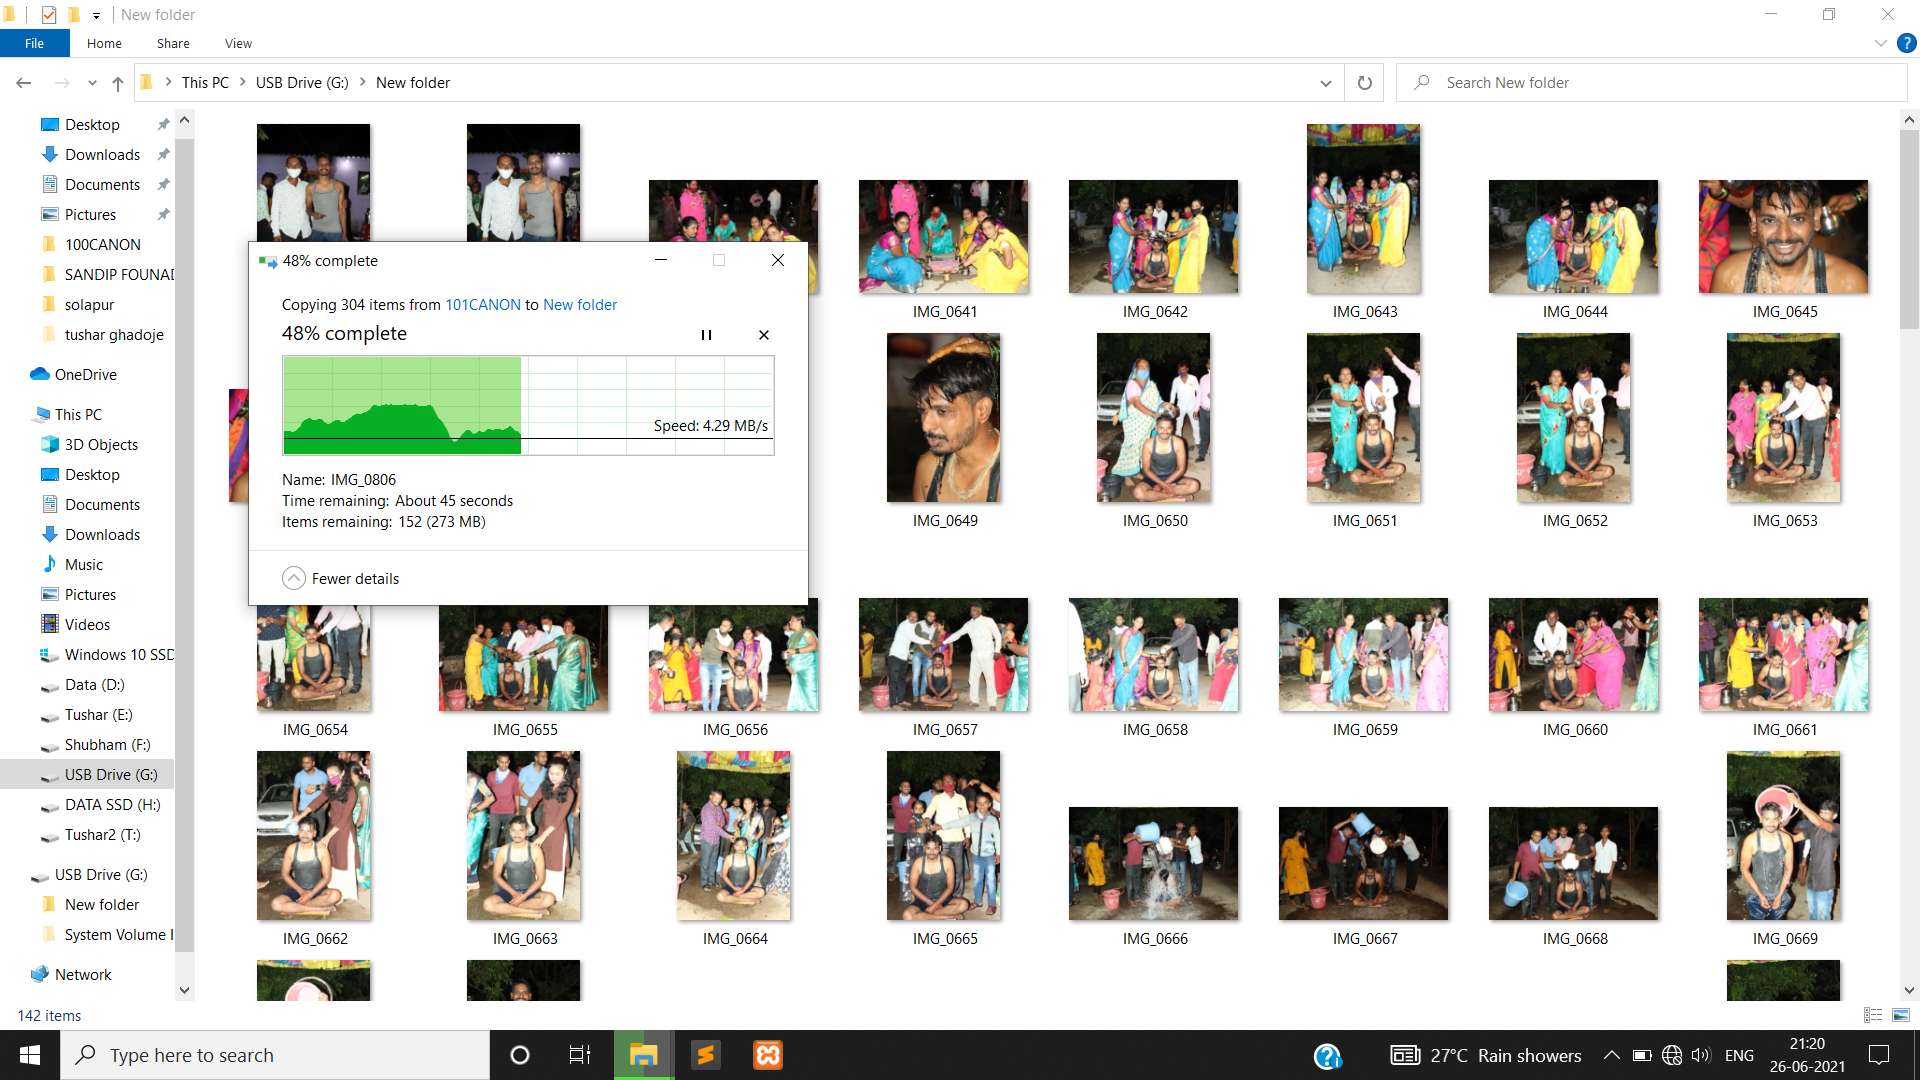 New folder
File Home Share View
This PC USB Drive (G:) New folder
Search New folder
Desktop
Downloads
Documents
Pictures
100CANON
SANDIP FOUNAD
solapur
tushar ghadoje
OneDrive
This PC
3D Objects
Desktop
Documents
Downloads
Music
Pictures
Videos
Windows 10 SSD
Data (D:)
Tushar (E:)
Shubham (F:)
USB Drive (G:)
DATA SSD (H:)
Tushar2 (T:)
USB Drive (G:)
New folder
System Volume I
Network
48% complete
Copying 304 items from 101CANON to New folder
48% complete
Speed: 4.29 MB/s
Name: IMG_0806
Time remaining: About 45 seconds
Items remaining: 152 (273 MB)
Fewer details
IMG_0641 IMG_0642 IMG_0643 IMG_0644 IMG_0645
IMG_0649 IMG_0650 IMG_0651 IMG_0652 IMG_0653
IMG_0654 IMG_0655 IMG_0656 IMG_0657 IMG_0658 IMG_0659 IMG_0660 IMG_0661
IMG_0662 IMG_0663 IMG_0664 IMG_0665 IMG_0666 IMG_0667 IMG_0668 IMG_0669
142 items
Type here to search
27°C Rain showers
ENG
21:20
26-06-2021